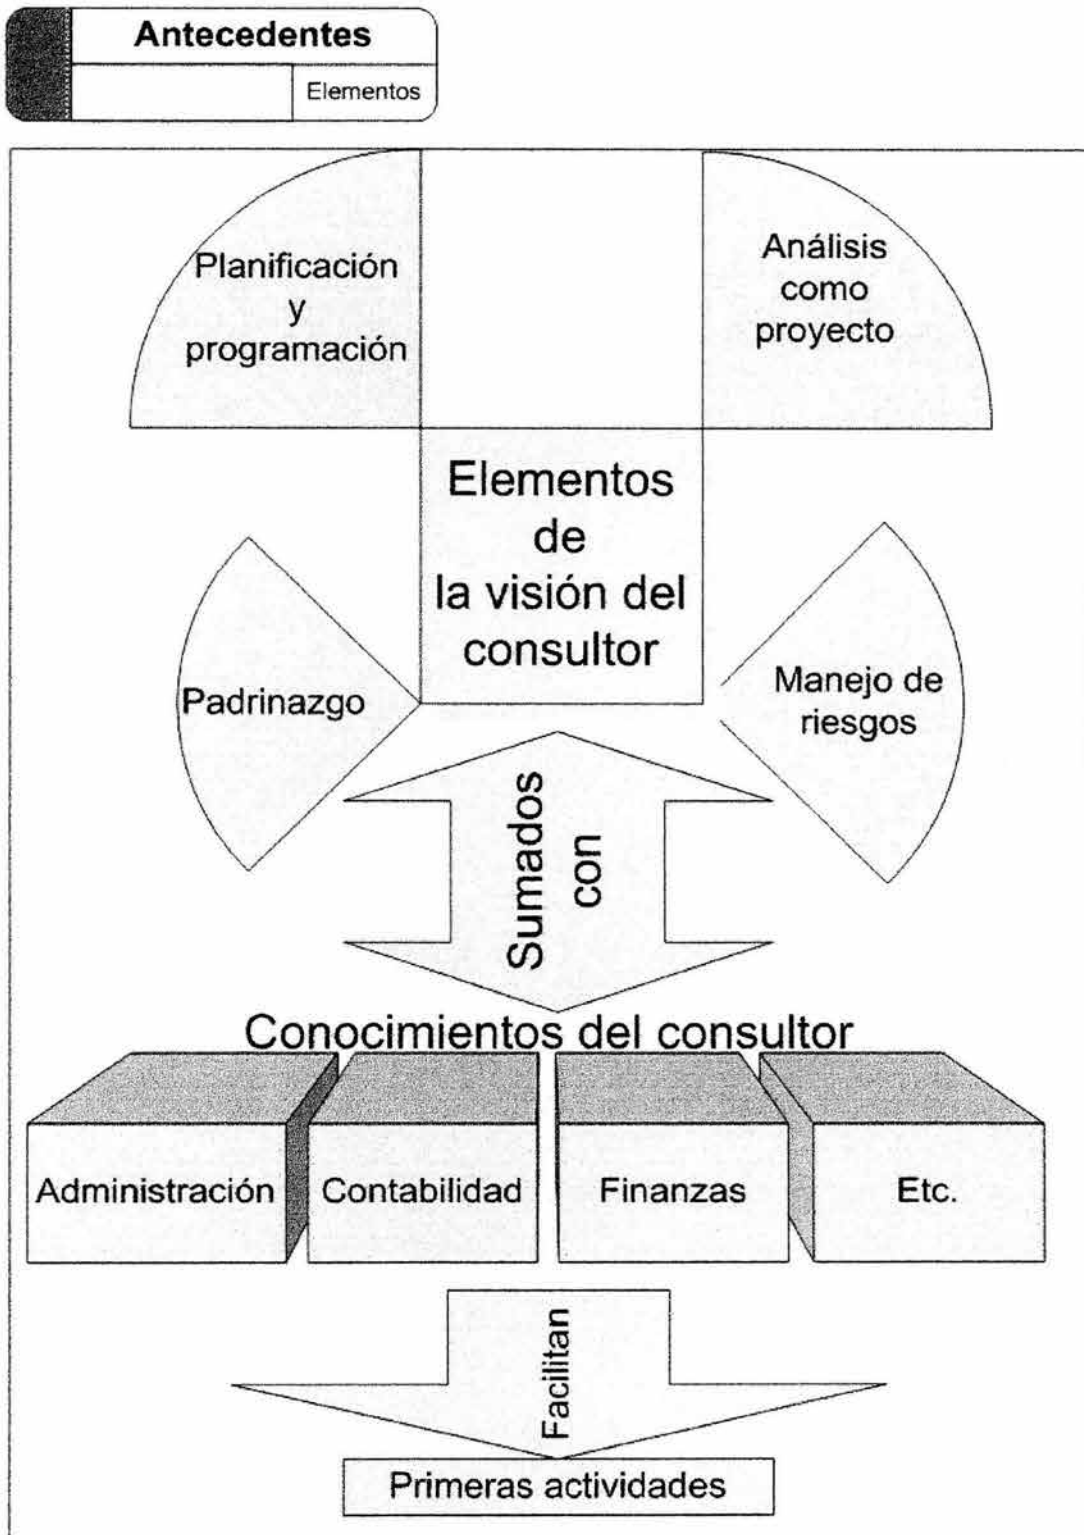 Antecedentes
Elementos
Planificación
y
programación
Análisis
como
proyecto
Elementos
de
la visión del
consultor
Padrinazgo
Manejo de
riesgos
Sumados
con
Conocimientos del consultor
Administración
Contabilidad
Finanzas
Etc.
Facilitan
Primeras actividades